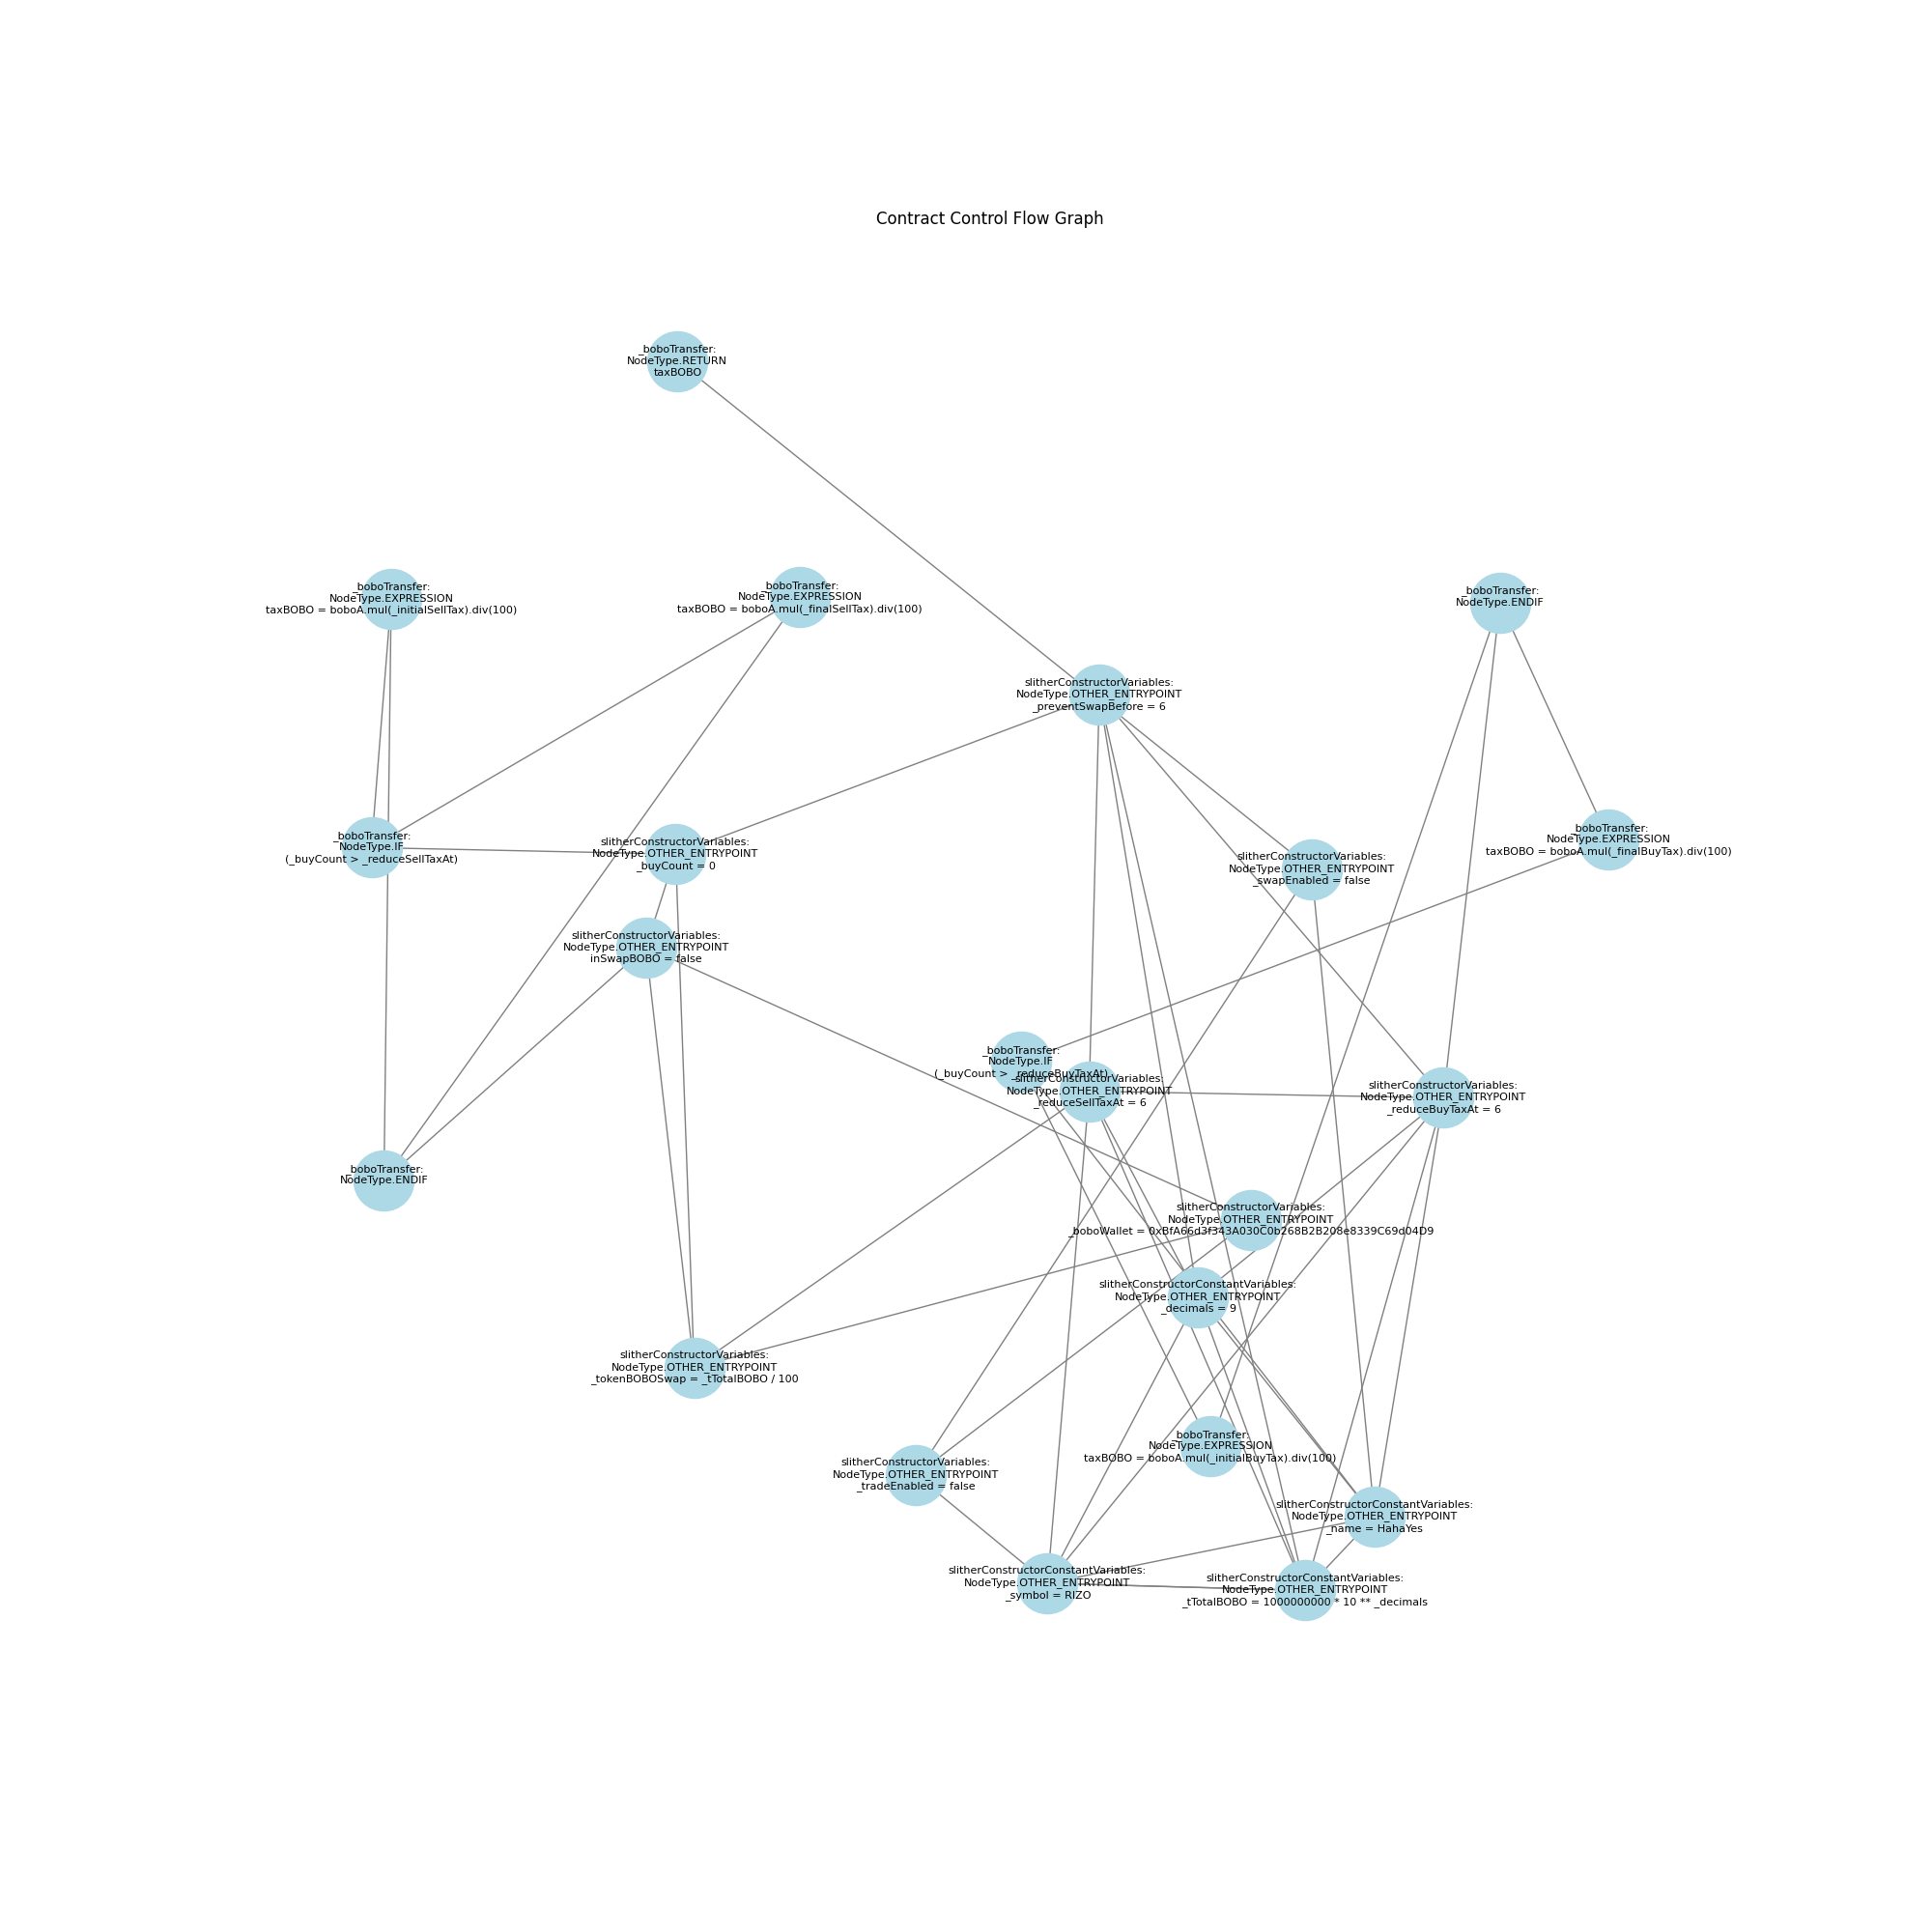 Contract Control Flow Graph
_boboTransfer:
NodeType.RETURN
taxBOBO
_boboTransfer:
NodeType.EXPRESSION
taxBOBO = boboA.mul(_initialSellTax).div(100)
_boboTransfer:
NodeType.EXPRESSION
taxBOBO = boboA.mul(_finalSellTax).div(100)
_boboTransfer:
NodeType.ENDIF
slitherConstructorVariables:
NodeType.OTHER_ENTRYPOINT
_preventSwapBefore = 6
_boboTransfer:
NodeType.IF
(_buyCount > _reduceSellTaxAt)
slitherConstructorVariables:
NodeType.OTHER_ENTRYPOINT
_buyCount = 0
slitherConstructorVariables:
NodeType.OTHER_ENTRYPOINT
_swapEnabled = false
_boboTransfer:
NodeType.EXPRESSION
taxBOBO = boboA.mul(_finalBuyTax).div(100)
slitherConstructorVariables:
NodeType.OTHER_ENTRYPOINT
inSwapBOBO = false
_boboTransfer:
NodeType.IF
(_buyCount > _reduceBuyTaxAt)
slitherConstructorVariables:
NodeType.OTHER_ENTRYPOINT
_reduceSellTaxAt = 6
slitherConstructorVariables:
NodeType.OTHER_ENTRYPOINT
_reduceBuyTaxAt = 6
_boboTransfer:
NodeType.ENDIF
slitherConstructorVariables:
NodeType.OTHER_ENTRYPOINT
_boboWallet = 0xBfA66d3f343A030C0b268B2B208e8339C69d04D9
slitherConstructorConstantVariables:
NodeType.OTHER_ENTRYPOINT
_decimals = 9
slitherConstructorVariables:
NodeType.OTHER_ENTRYPOINT
_tokenBOBOSwap = _tTotalBOBO / 100
_boboTransfer:
NodeType.EXPRESSION
taxBOBO = boboA.mul(_initialBuyTax).div(100)
slitherConstructorVariables:
NodeType.OTHER_ENTRYPOINT
_tradeEnabled = false
slitherConstructorConstantVariables:
NodeType.OTHER_ENTRYPOINT
_name = HahaYes
slitherConstructorConstantVariables:
NodeType.OTHER_ENTRYPOINT
_symbol = RIZO
slitherConstructorConstantVariables:
NodeType.OTHER_ENTRYPOINT
_tTotalBOBO = 1000000000 * 10 ** _decimals